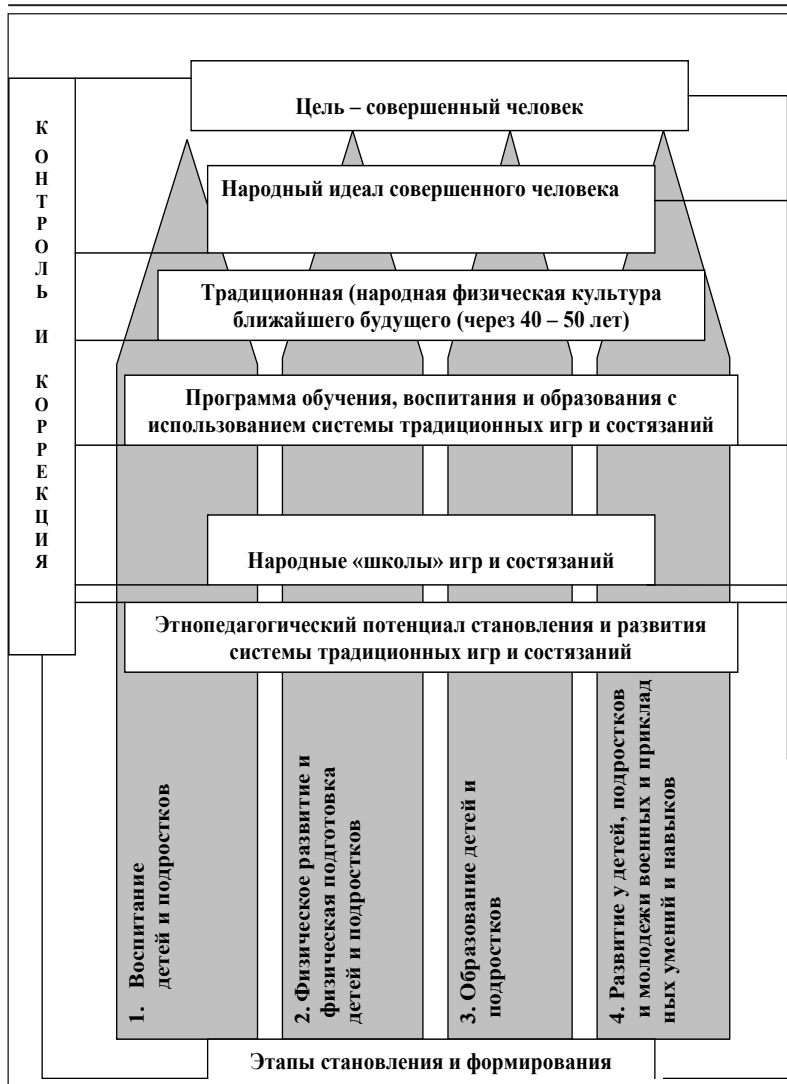 КОНТРОЛЬ И КОРРЕКЦИЯ
Цель – совершенный человек
Народный идеал совершенного человека
Традиционная (народная физическая культура
ближайшего будущего (через 40 – 50 лет)
Программа обучения, воспитания и образования с
использованием системы традиционных игр и состязаний
Народные «школы» игр и состязаний
Этнопедагогический потенциал становления и развития
системы традиционных игр и состязаний
1. Воспитание
детей и подростков
2. Физическое развитие и
физическая подготовка
детей и подростков
3. Образование детей и
подростков
4. Развитие у детей, подростков
и молодежи военных и приклад
ных умений и навыков
Этапы становления и формирования